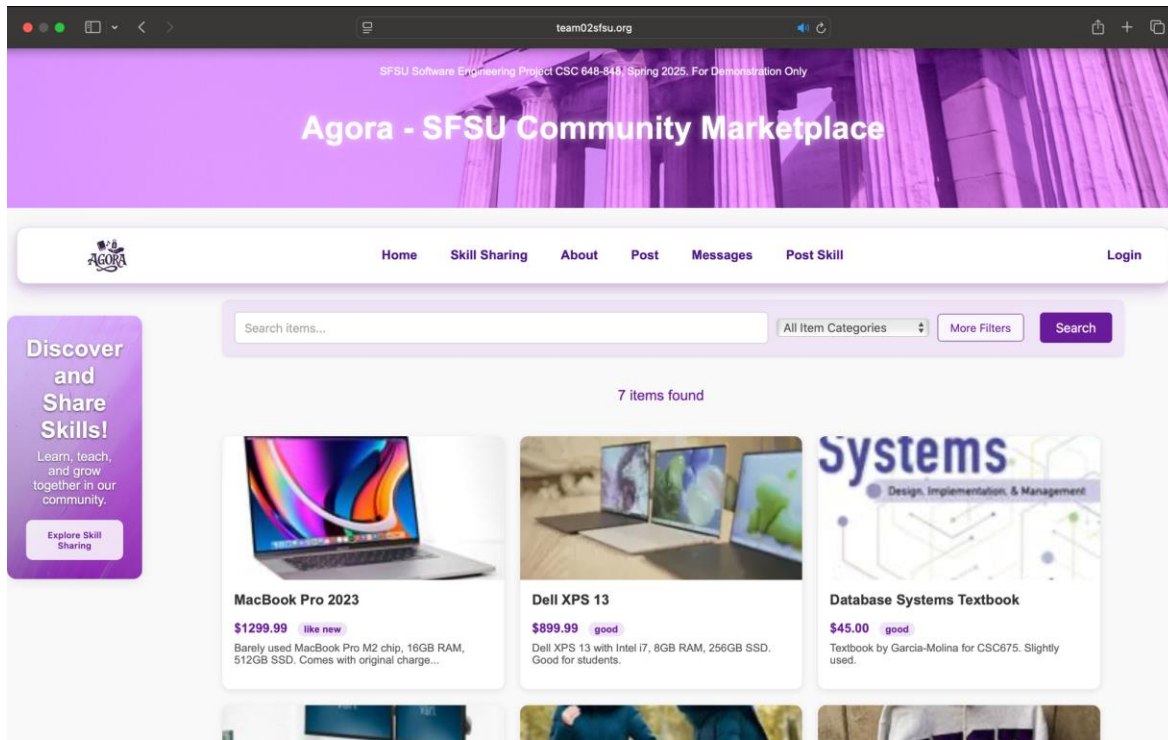 team02sfsu.org
SFSU Software Engineering Project CSC 648-848, Spring 2025. For Demonstration Only
Agora - SFSU Community Marketplace
AGORA
Home
Skill Sharing
About
Post
Messages
Post Skill
Login
Discover
and
Share
Skills!
Learn, teach,
and grow
together in our
community.
Explore Skill
Sharing
Search items...
All Item Categories
More Filters
Search
7 items found
MacBook Pro 2023
$1299.99 like new
Barely used MacBook Pro M2 chip, 16GB RAM,
512GB SSD. Comes with original charge...
Dell XPS 13
$899.99 good
Dell XPS 13 with Intel i7, 8GB RAM, 256GB SSD.
Good for students.
Systems
Design, Implementation, & Management
Database Systems Textbook
$45.00 good
Textbook by Garcia-Molina for CSC675. Slightly
used.